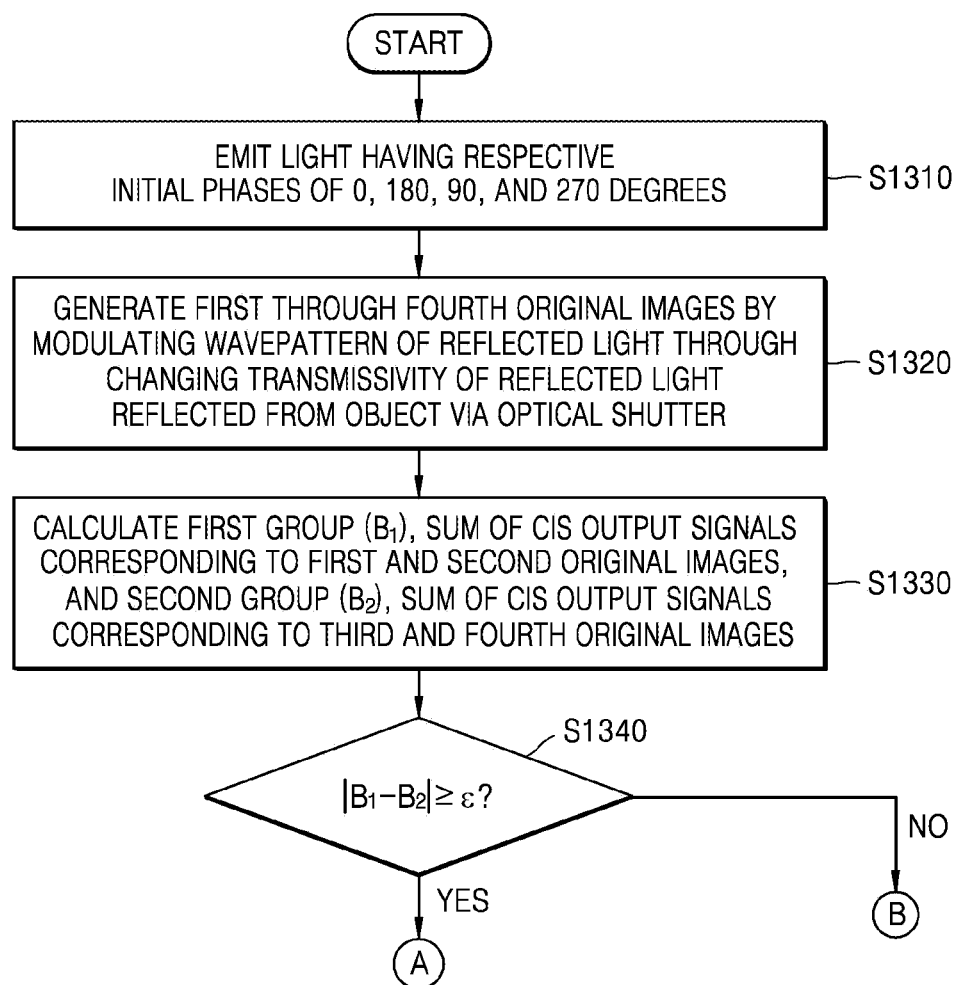 START
EMIT LIGHT HAVING RESPECTIVE
INITIAL PHASES OF 0, 180, 90, AND 270 DEGREES
S1310
GENERATE FIRST THROUGH FOURTH ORIGINAL IMAGES BY
MODULATING WAVEPATTERN OF REFLECTED LIGHT THROUGH
CHANGING TRANSMISSIVITY OF REFLECTED LIGHT
REFLECTED FROM OBJECT VIA OPTICAL SHUTTER
S1320
CALCULATE FIRST GROUP (B₁), SUM OF CIS OUTPUT SIGNALS
CORRESPONDING TO FIRST AND SECOND ORIGINAL IMAGES,
AND SECOND GROUP (B₂), SUM OF CIS OUTPUT SIGNALS
CORRESPONDING TO THIRD AND FOURTH ORIGINAL IMAGES
S1330
S1340
|B₁−B₂| ≥ ε?
NO
YES
B
A